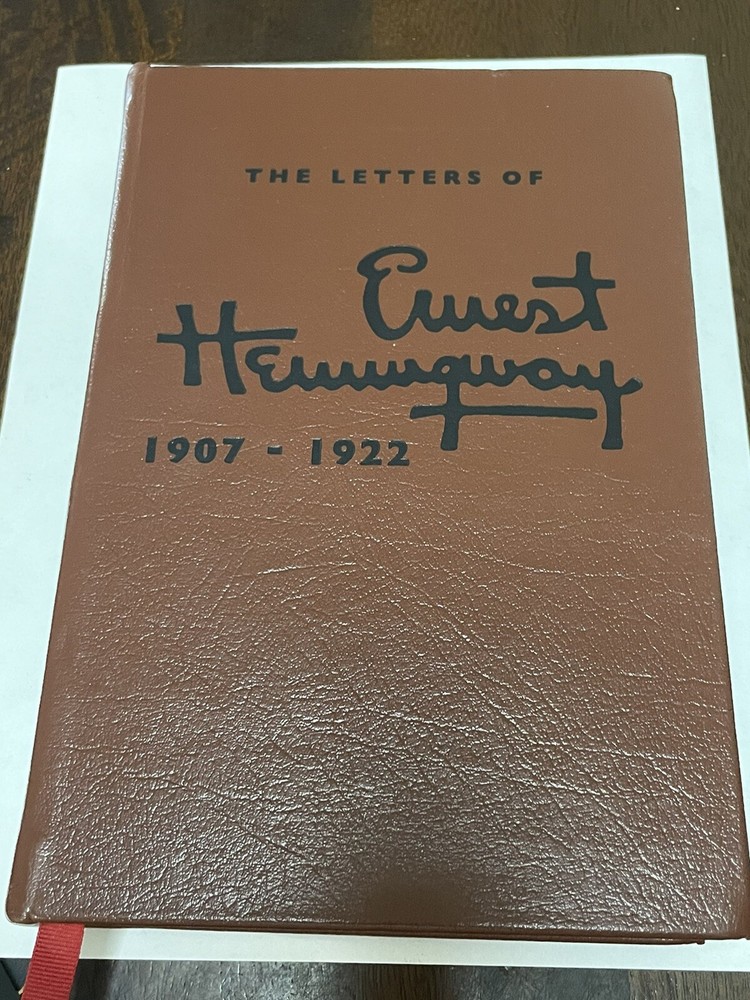 THE LETTERS OF
Ernest
Hemingway
1907 - 1922